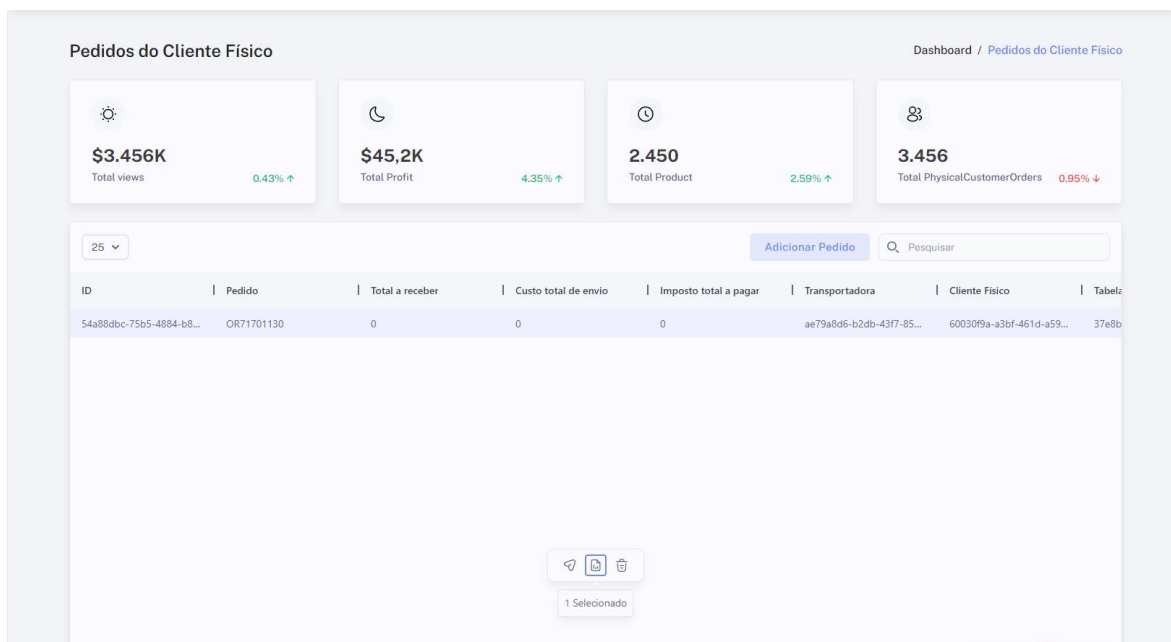 Pedidos do Cliente Físico
Dashboard / Pedidos do Cliente Físico
$3.456K
Total views
0.43%
$45,2K
Total Profit
4.35%
2.450
Total Product
2.59%
3.456
Total PhysicalCustomerOrders
0.95%
25
Adicionar Pedido
Pesquisar
ID Pedido Total a receber Custo total de envio Imposto total a pagar Transportadora Cliente Físico Tabela
54a88dbc-75b5-4884-b8... OR71701130 0 0 0 ae79a8d6-b2db-43f7-85... 60030f9a-a3bf-461d-a59... 37e8b
1 Selecionado